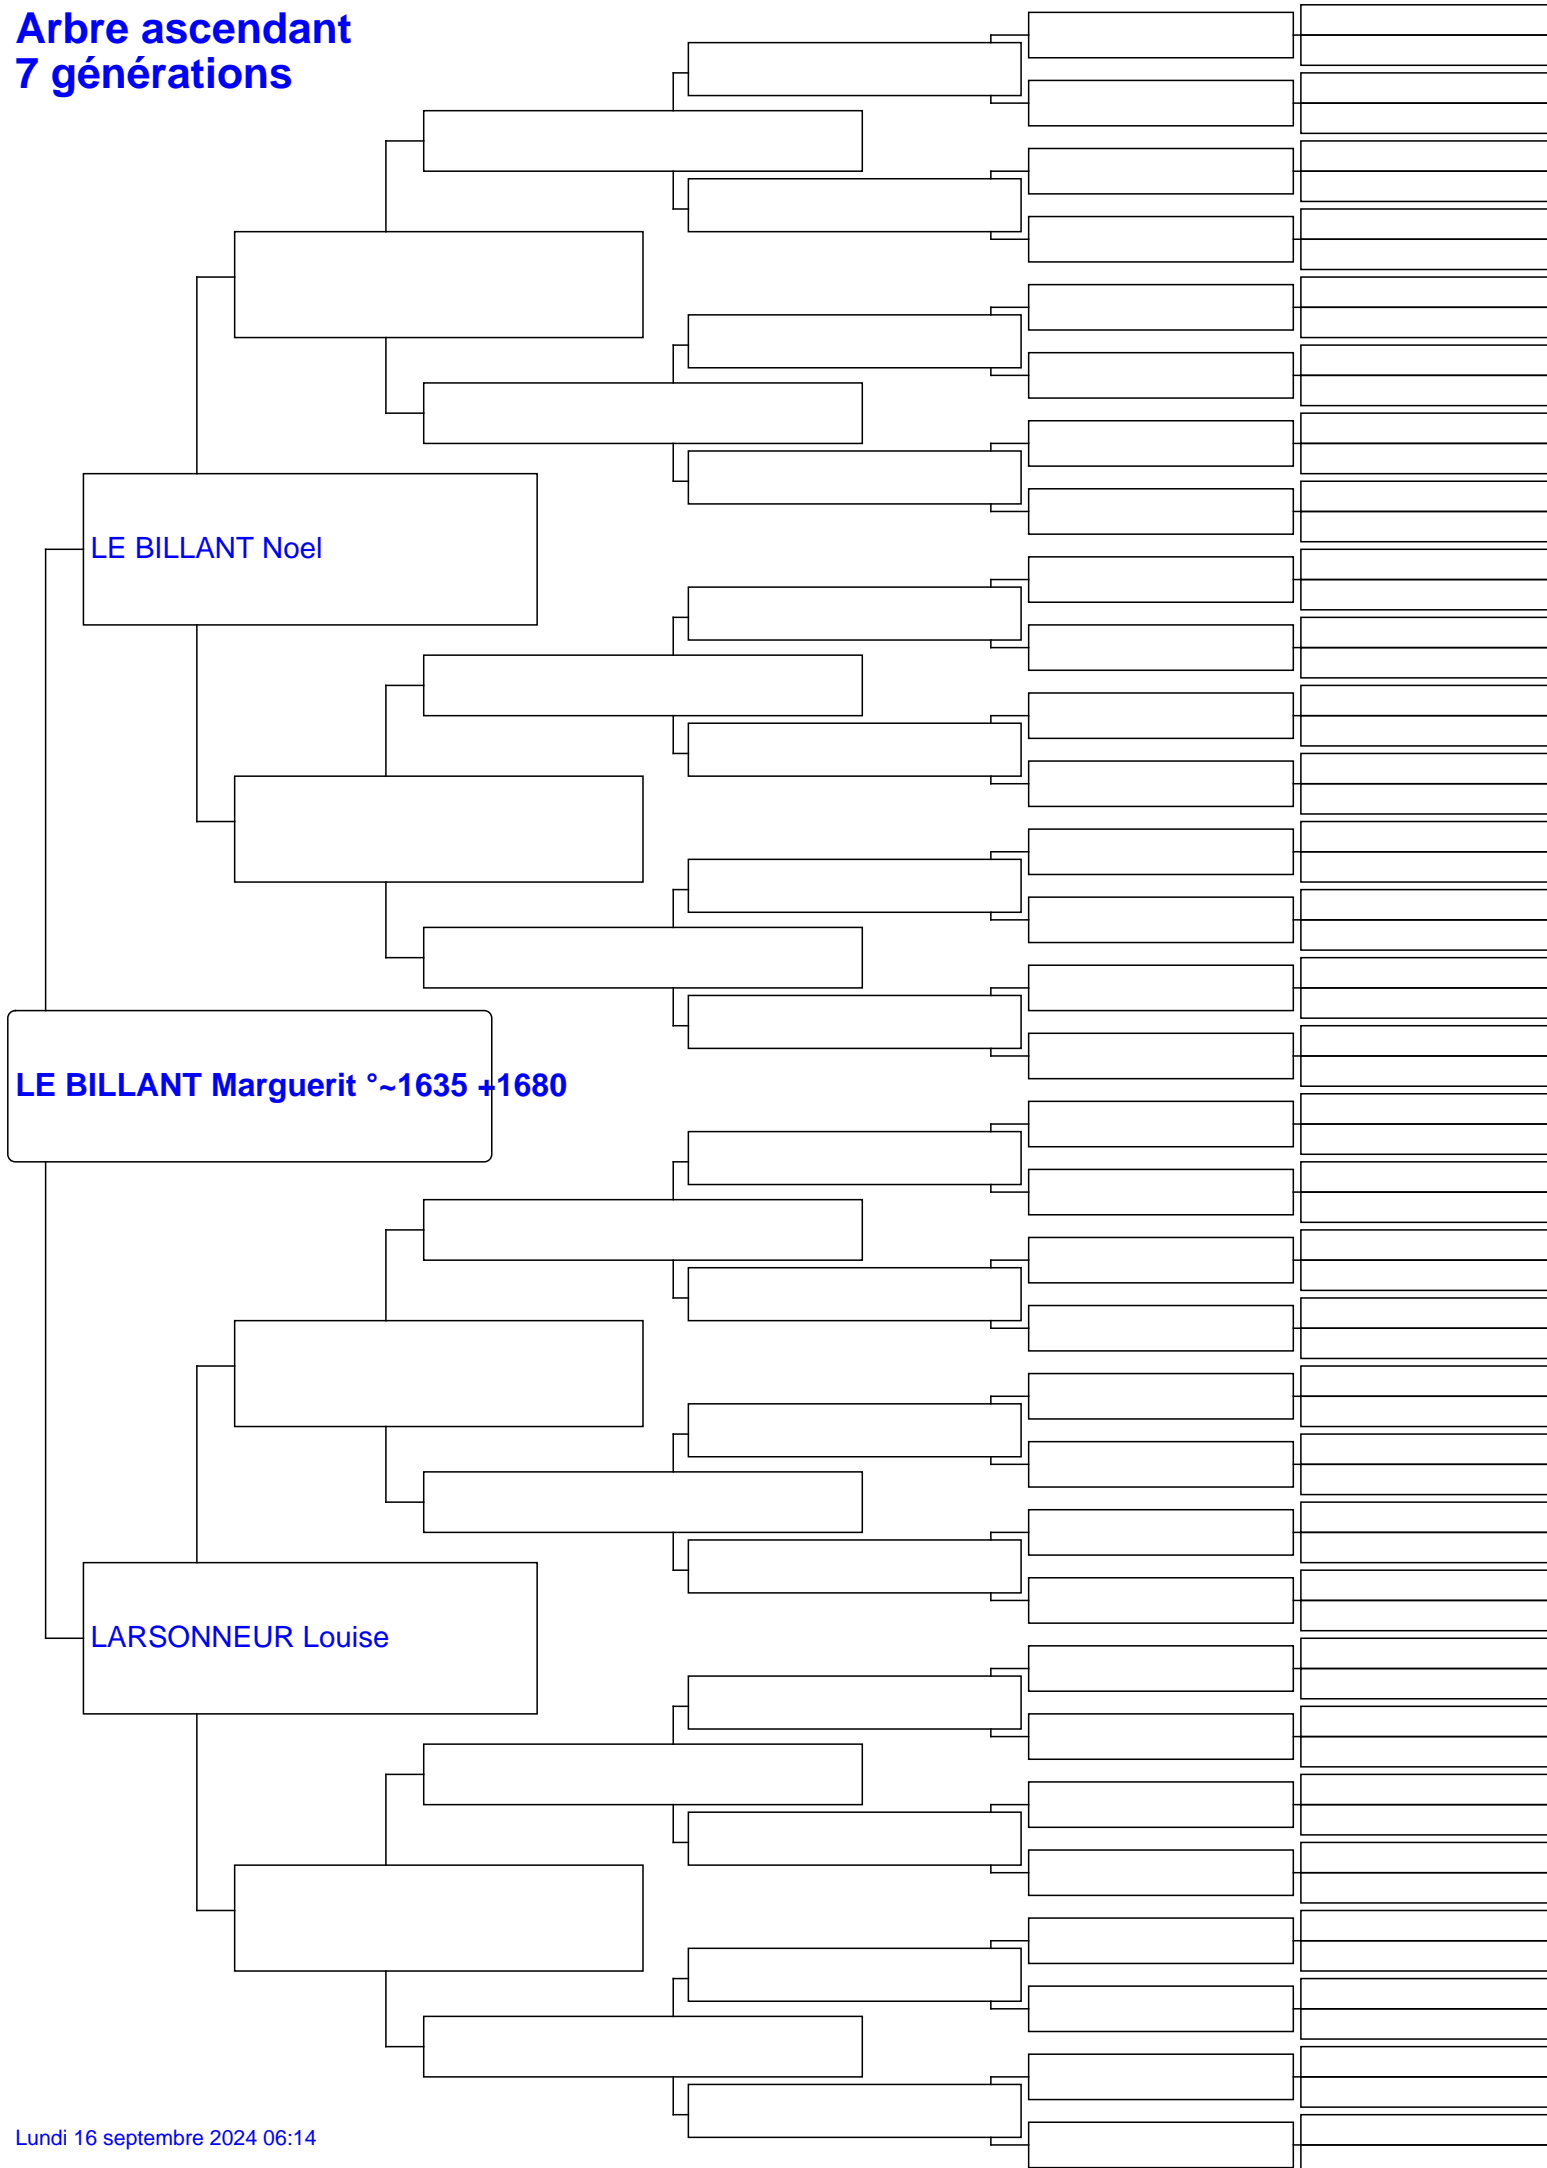 Arbre ascendant
7 générations
LE BILLANT Noel
LE BILLANT Marguerit °~1635 +1680
LARSONNEUR Louise
Lundi 16 septembre 2024 06:14